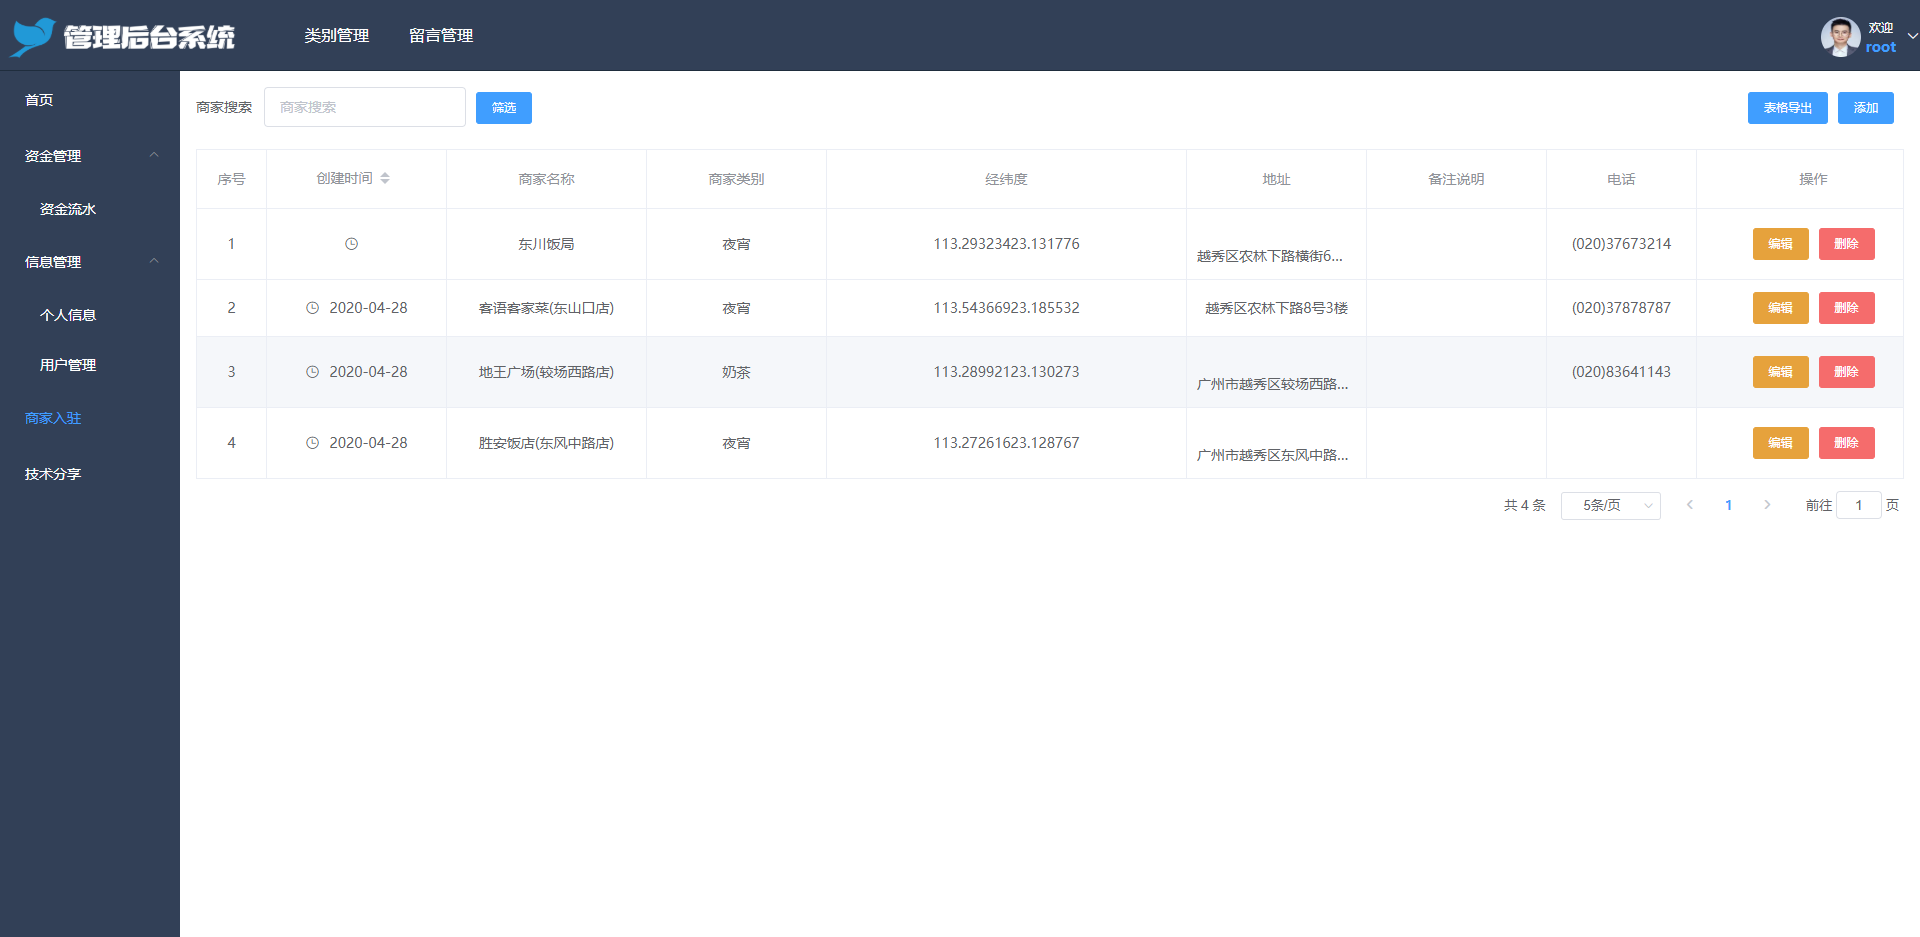 管理后台系统
类别管理 留言管理
欢迎
root
首页
资金管理
资金流水
信息管理
个人信息
用户管理
商家入驻
技术分享
商家搜索 商家搜索 筛选 表格导出 添加
序号 创建时间 商家名称 商家类别 经纬度 地址 备注说明 电话 操作
1 东川饭局 夜宵 113.29323423.131776 越秀区农林下路横街6... (020)37673214 编辑 删除
2 2020-04-28 客语客家菜(东山口店) 夜宵 113.54366923.185532 越秀区农林下路8号3楼 (020)37878787 编辑 删除
3 2020-04-28 地王广场(较场西路店) 奶茶 113.28992123.130273 广州市越秀区较场西路... (020)83641143 编辑 删除
4 2020-04-28 胜安饭店(东风中路店) 夜宵 113.27261623.128767 广州市越秀区东风中路... 编辑 删除
共 4 条 5条/页 1 前往 1 页